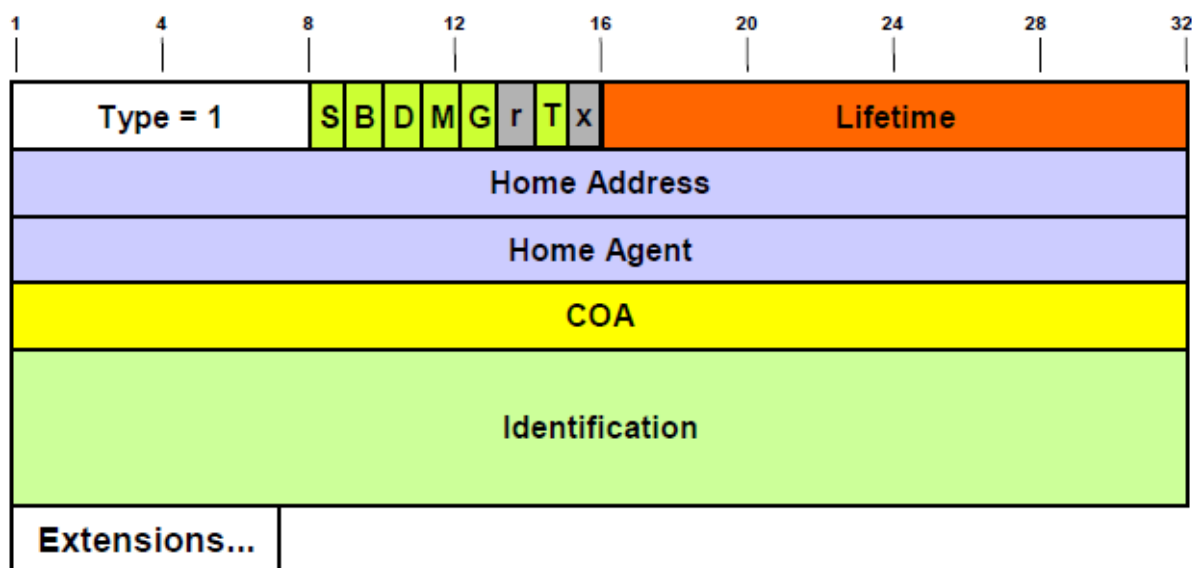 1 4 8 12 16 20 24 28 32
Type = 1 S B D M G r T x Lifetime
Home Address
Home Agent
COA
Identification
Extensions...